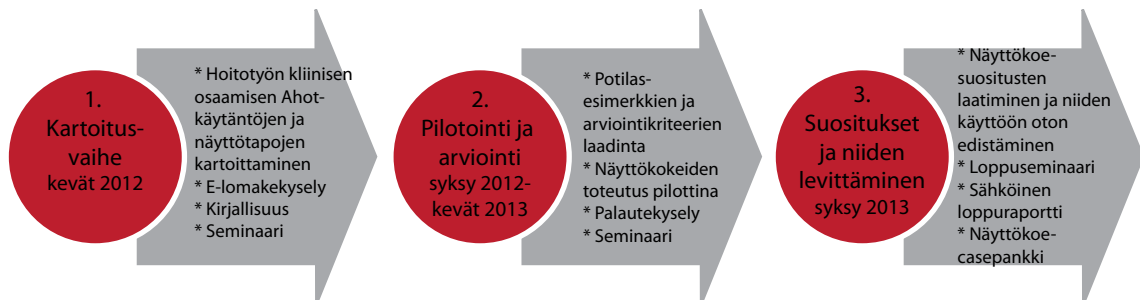 1.
Kartoitus-
vaihe
kevät 2012
* Hoitotyön kliinisen
osaamisen Ahot-
käytäntöjen ja
näyttötapojen
kartoittaminen
* E-lomakekysely
* Kirjallisuus
* Seminaari
2.
Pilotointi ja
arviointi
syksy 2012-
kevät 2013
* Potilas-
esimerkkien ja
arviointikriteerien
laadinta
* Näyttökokeiden
toteutus pilottina
* Palautekysely
* Seminaari
3.
Suositukset
ja niiden
levittäminen
syksy 2013
* Näyttökoe-
suositusten
laatiminen ja niiden
käyttöön oton
edistäminen
* Loppuseminaari
* Sähköinen
loppuraportti
* Näyttökoe-
casepankki